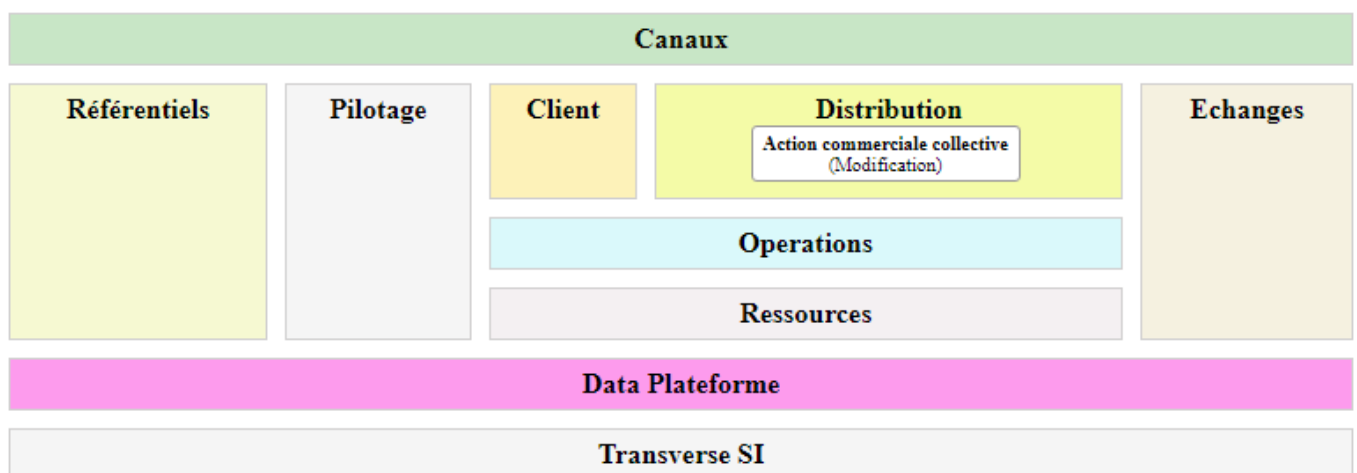 Canaux
Référentiels
Pilotage
Client
Distribution
Action commerciale collective
(Modification)
Echanges
Operations
Ressources
Data Plateforme
Transverse SI